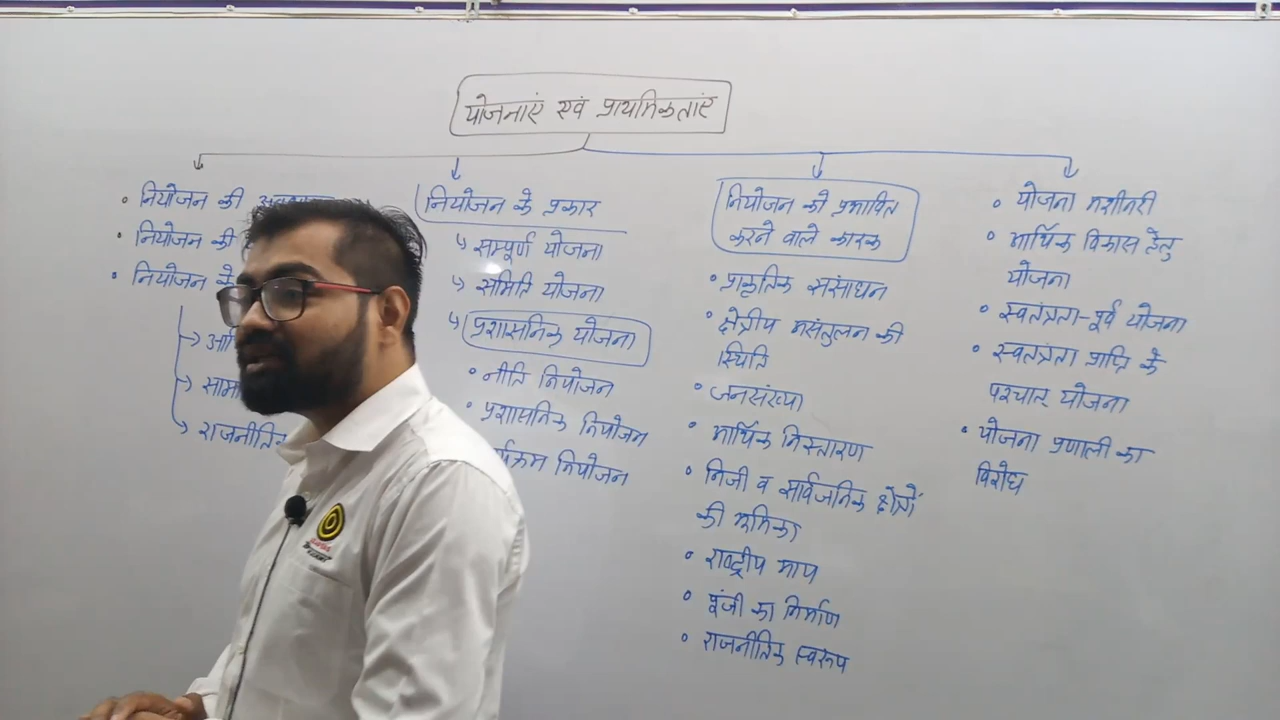 योजनाएं एवं प्राथमिकताएं
• नियोजन की
• नियोजन की
• नियोजन के
→ आ
→ सामा
→ राजनीतिक
नियोजन के प्रकार
↳ सम्पूर्ण योजना
↳ समिति योजना
↳ प्रशासनिक योजना
• नीति नियोजन
• प्रशासनिक नियोजन
नियोजन
नियोजन को प्रभावित
करने वाले कारक
• प्राकृतिक संसाधन
• क्षेत्रीय असंतुलन की
स्थिति
• जनसंख्या
• आर्थिक निस्तारण
• निजी व सार्वजनिक क्षेत्रों
की भूमिका
• राष्ट्रीय आय
• पूंजी का निर्माण
• राजनीतिक स्वरूप
• योजना मशीनरी
• आर्थिक विकास हेतु
योजना
• स्वतंत्रता-पूर्व योजना
• स्वतंत्रता प्राप्ति के
पश्चात् योजना
• योजना प्रणाली का
विरोध